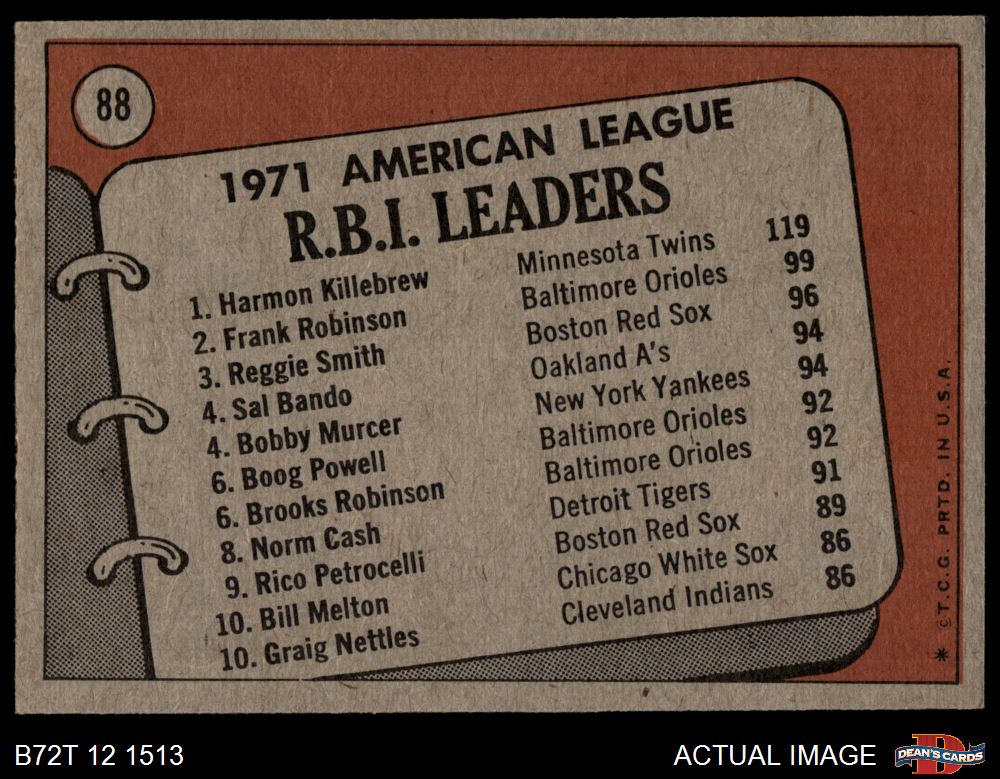 88
1971 AMERICAN LEAGUE
R.B.I. LEADERS
1. Harmon Killebrew Minnesota Twins 119
2. Frank Robinson Baltimore Orioles 99
3. Reggie Smith Boston Red Sox 96
4. Sal Bando Oakland A's 94
4. Bobby Murcer New York Yankees 94
6. Boog Powell Baltimore Orioles 92
6. Brooks Robinson Baltimore Orioles 92
8. Norm Cash Detroit Tigers 91
9. Rico Petrocelli Boston Red Sox 89
10. Bill Melton Chicago White Sox 86
10. Graig Nettles Cleveland Indians 86
* © T.C.G. PRTD. IN U.S.A.
B72T 12 1513 ACTUAL IMAGE
DEAN'S CARDS